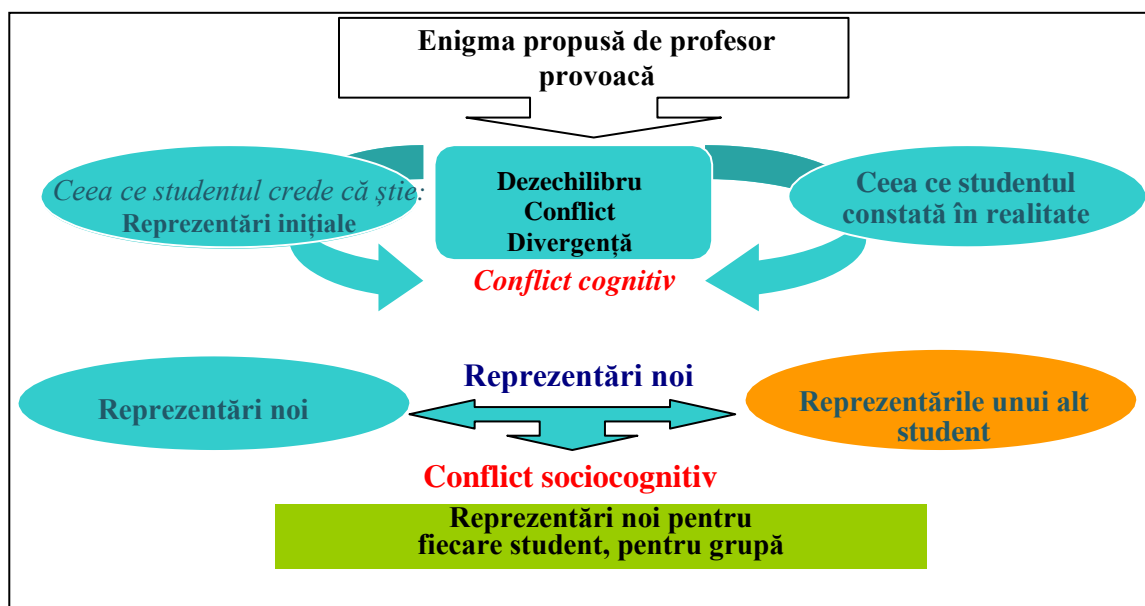 Enigma propusă de profesor
provoacă
Ceea ce studentul crede că știe:
Reprezentări inițiale
Dezechilibru
Conflict
Divergență
Conflict cognitiv
Ceea ce studentul
constată în realitate
Reprezentări noi
Reprezentări noi
Reprezentările unui alt
student
Conflict sociocognitiv
Reprezentări noi pentru
fiecare student, pentru grupă